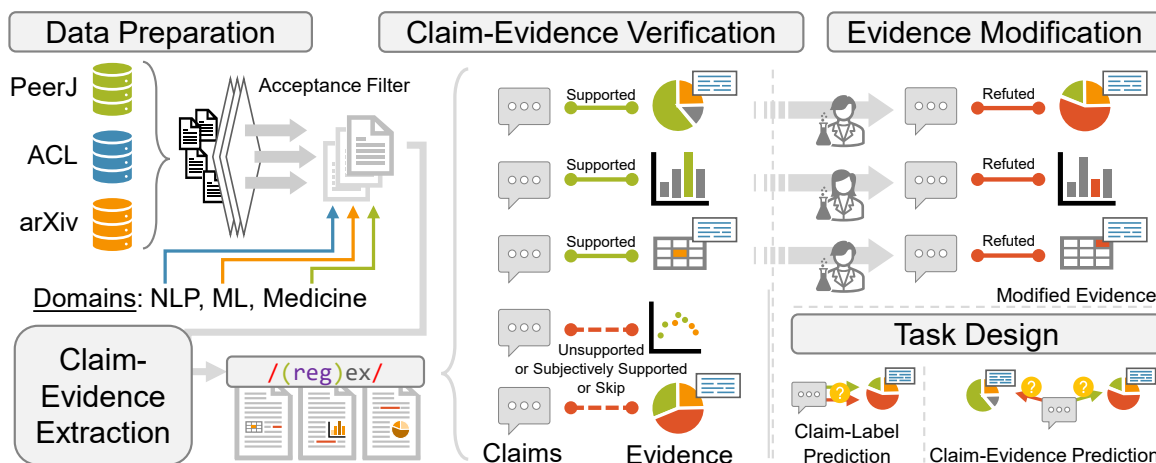 Data Preparation
PeerJ
ACL
arXiv
Acceptance Filter
Domains: NLP, ML, Medicine
Claim-
Evidence
Extraction
/(reg)ex/
Claim-Evidence Verification
Supported
Supported
Supported
Unsupported
or Subjectively Supported
or Skip
Claims
Evidence
Evidence Modification
Refuted
Refuted
Refuted
Modified Evidence
Task Design
?
Claim-Label
Prediction
?
?
Claim-Evidence Prediction